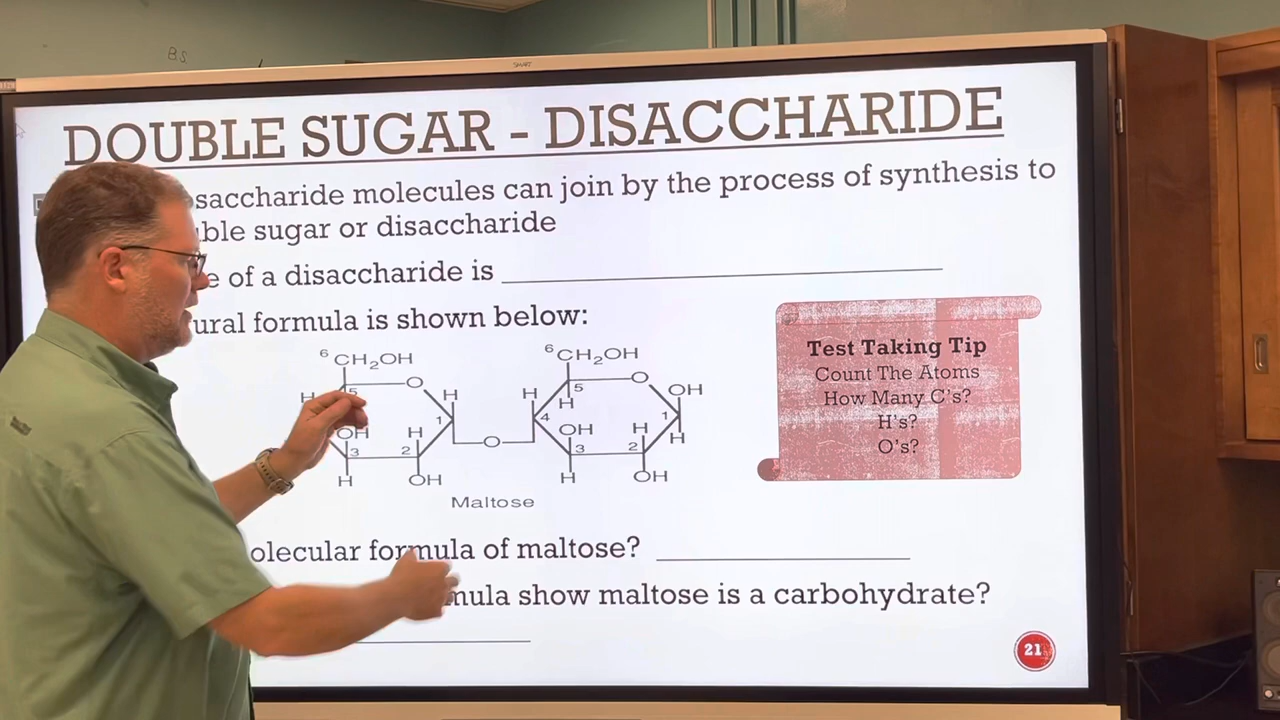 B.S
SMART
DOUBLE SUGAR - DISACCHARIDE
saccharide molecules can join by the process of synthesis to
ble sugar or disaccharide
e of a disaccharide is
ural formula is shown below:
6 CH2OH 6 CH2OH
5 O H H 5 O OH
H H
OH H 1 4 OH H 1
3 2 O 3 2 H
H OH H OH
Maltose
Test Taking Tip
Count The Atoms
How Many C's?
H's?
O's?
olecular formula of maltose?
mula show maltose is a carbohydrate?
21